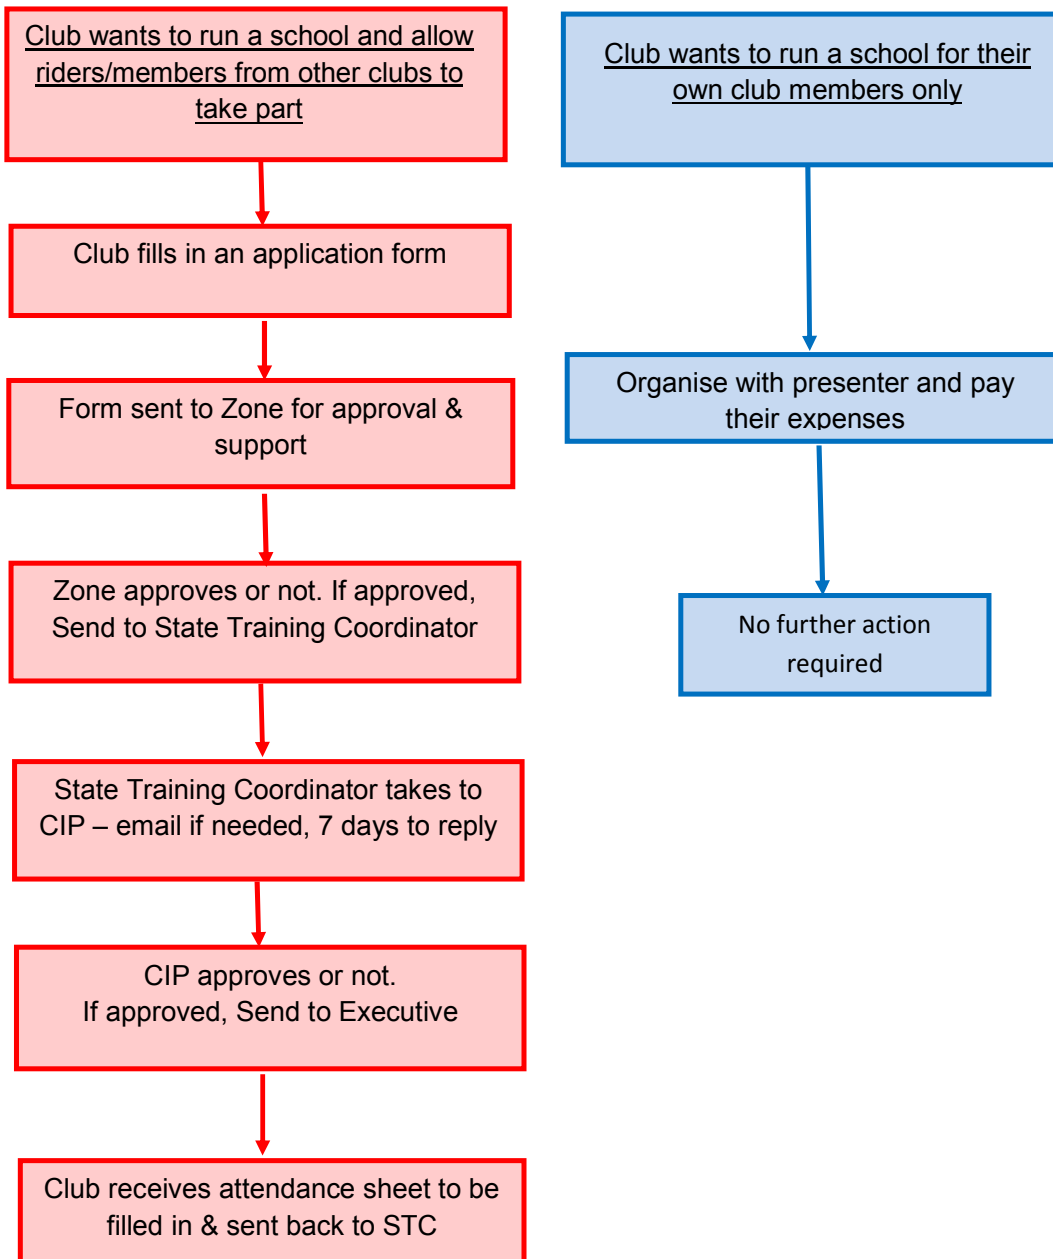 Club wants to run a school and allow
riders/members from other clubs to
take part
Club fills in an application form
Form sent to Zone for approval &
support
Zone approves or not. If approved,
Send to State Training Coordinator
State Training Coordinator takes to
CIP – email if needed, 7 days to reply
CIP approves or not.
If approved, Send to Executive
Club receives attendance sheet to be
filled in & sent back to STC
Club wants to run a school for their
own club members only
Organise with presenter and pay
their expenses
No further action
required